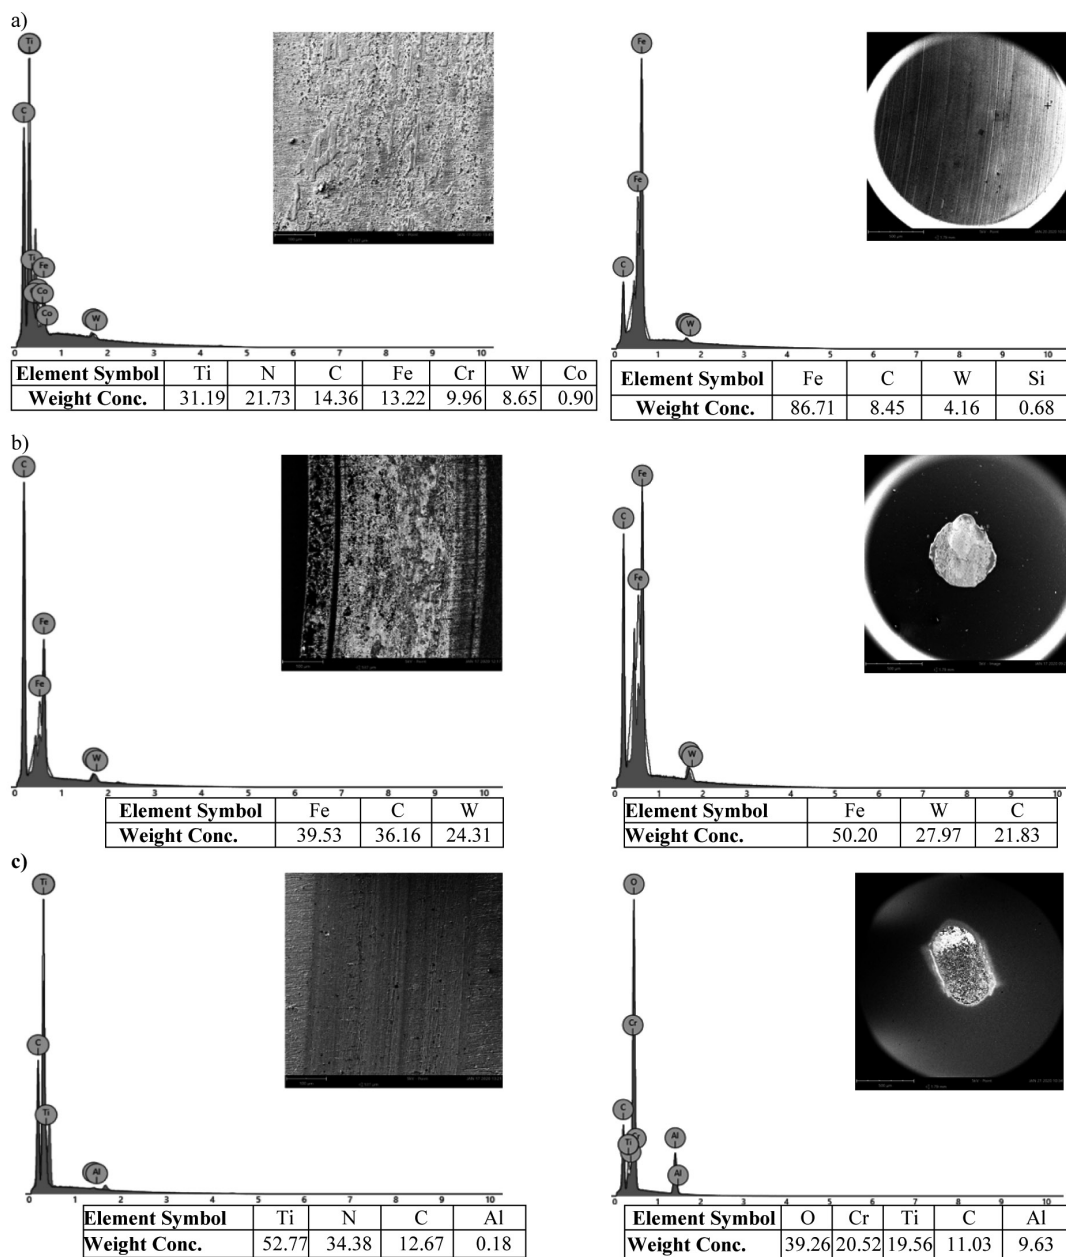 a)
Ti
C
Ti
Fe
Co
Co
W
0 1 2 3 4 5 6 7 8 9 10
Element Symbol Ti N C Fe Cr W Co
Weight Conc. 31.19 21.73 14.36 13.22 9.96 8.65 0.90
Fe
Fe
C
W
0 1 2 3 4 5 6 7 8 9 10
Element Symbol Fe C W Si
Weight Conc. 86.71 8.45 4.16 0.68
b)
C
Fe
Fe
W
0 1 2 3 4 5 6 7 8 9 10
Element Symbol Fe C W
Weight Conc. 39.53 36.16 24.31
Fe
C
Fe
W
0 1 2 3 4 5 6 7 8 9 10
Element Symbol Fe W C
Weight Conc. 50.20 27.97 21.83
c)
Ti
C
Ti
Al
0 1 2 3 4 5 6 7 8 9 10
Element Symbol Ti N C Al
Weight Conc. 52.77 34.38 12.67 0.18
O
Cr
C
Cr
Ti
Al
Al
0 1 2 3 4 5 6 7 8 9 10
Element Symbol O Cr Ti C Al
Weight Conc. 39.26 20.52 19.56 11.03 9.63